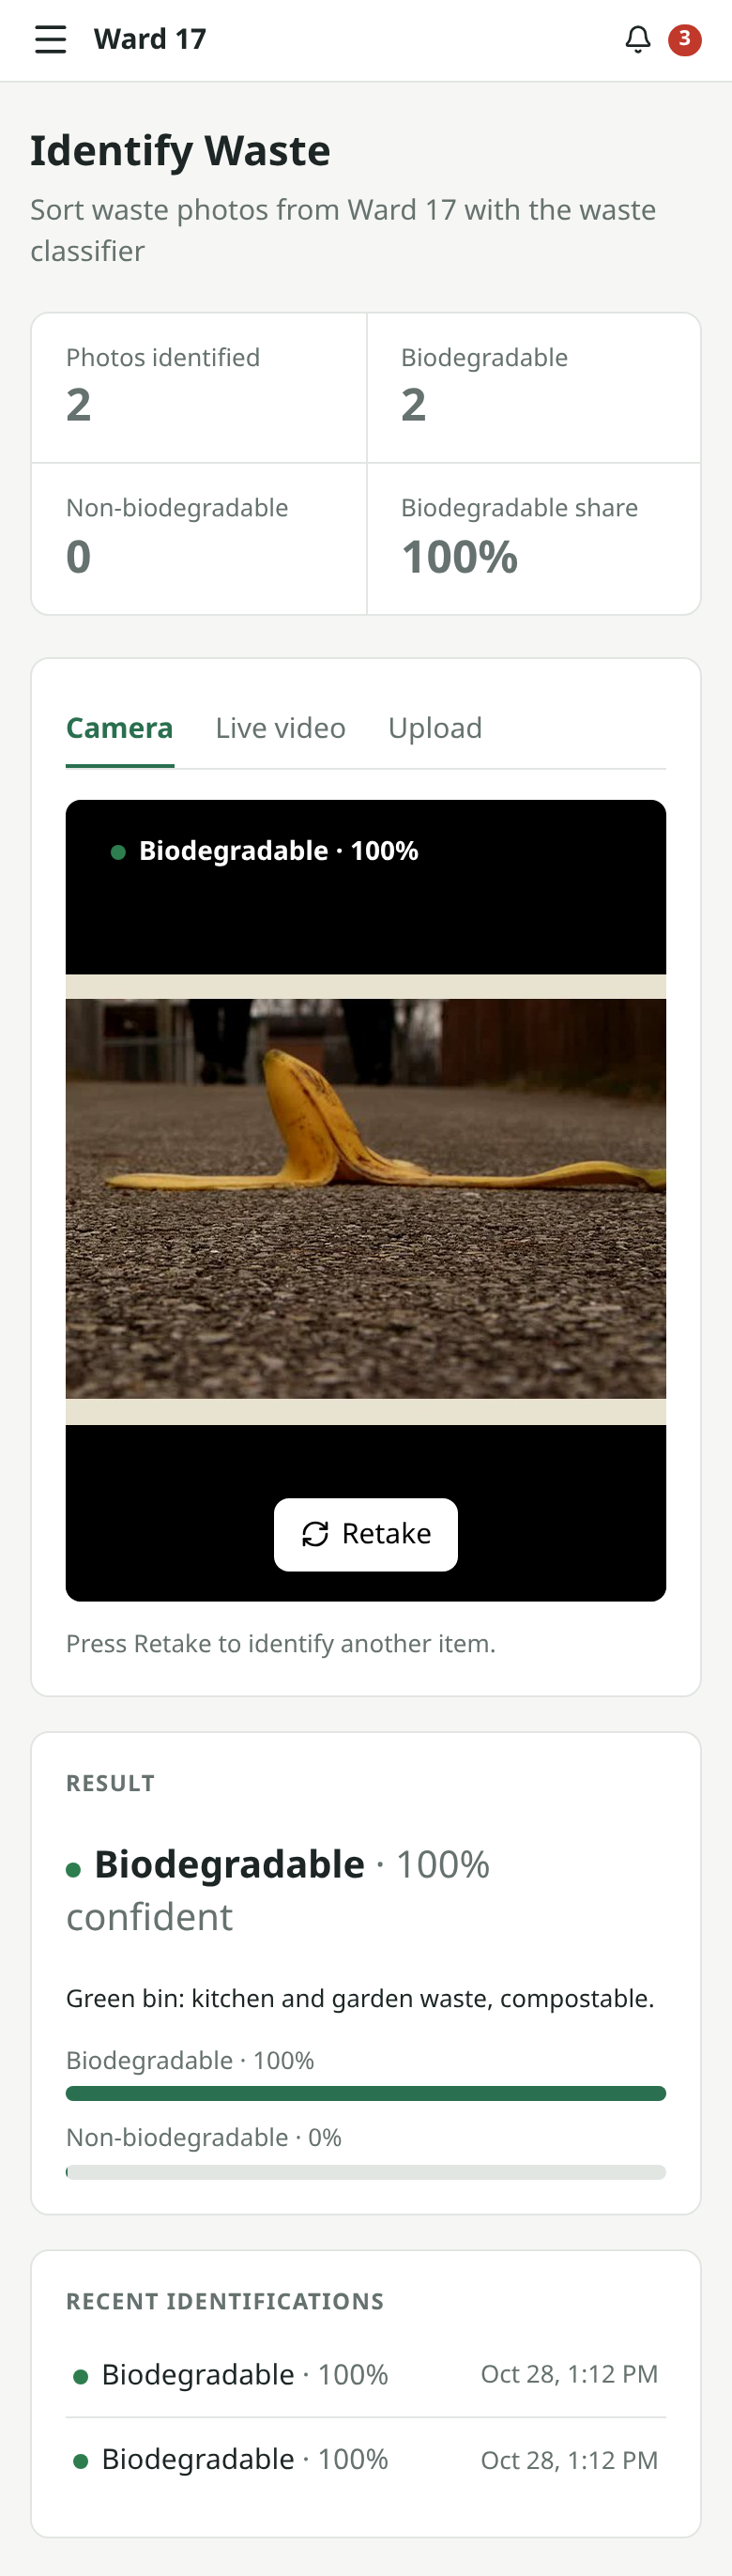 Ward 17
3
Identify Waste
Sort waste photos from Ward 17 with the waste
classifier
Photos identified
2
Biodegradable
2
Non-biodegradable
0
Biodegradable share
100%
Camera
Live video
Upload
Biodegradable · 100%
Retake
Press Retake to identify another item.
RESULT
Biodegradable · 100%
confident
Green bin: kitchen and garden waste, compostable.
Biodegradable · 100%
Non-biodegradable · 0%
RECENT IDENTIFICATIONS
Biodegradable · 100% Oct 28, 1:12 PM
Biodegradable · 100% Oct 28, 1:12 PM